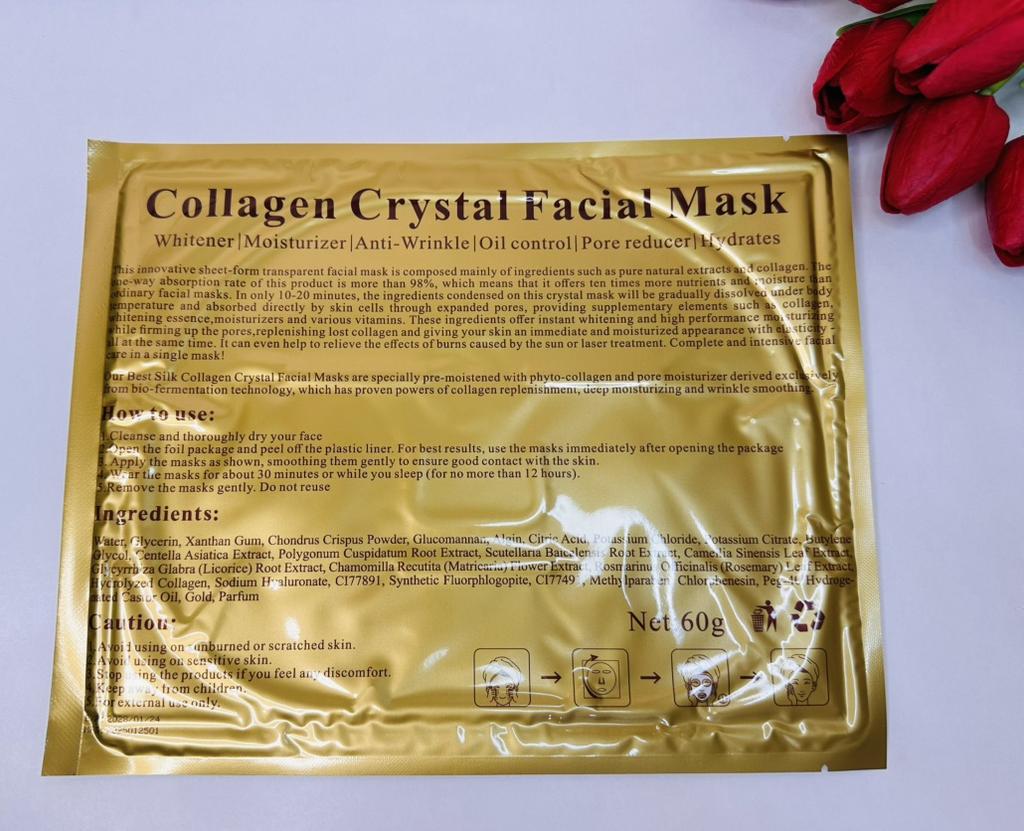 Collagen Crystal Facial Mask
Whitener|Moisturizer|Anti-Wrinkle|Oil control|Pore reducer|Hydrates
This innovative sheet-form transparent facial mask is composed mainly of ingredients such as pure natural extracts and collagen. The
one-way absorption rate of this product is more than 98%, which means that it offers ten times more nutrients and moisture than
ordinary facial masks. In only 10-20 minutes, the ingredients condensed on this crystal mask will be gradually dissolved under body
temperature and absorbed directly by skin cells through expanded pores, providing supplementary elements such as collagen,
whitening essence,moisturizers and various vitamins. These ingredients offer instant whitening and high performance moisturizing
while firming up the pores,replenishing lost collagen and giving your skin an immediate and moisturized appearance with elasticity -
all at the same time. It can even help to relieve the effects of burns caused by the sun or laser treatment. Complete and intensive facial
care in a single mask!
Our Best Silk Collagen Crystal Facial Masks are specially pre-moistened with phyto-collagen and pore moisturizer derived exclusively
from bio-fermentation technology, which has proven powers of collagen replenishment, deep moisturizing and wrinkle smoothing.
How to use:
1.Cleanse and thoroughly dry your face
2.Open the foil package and peel off the plastic liner. For best results, use the masks immediately after opening the package
3. Apply the masks as shown, smoothing them gently to ensure good contact with the skin.
4. Wear the masks for about 30 minutes or while you sleep (for no more than 12 hours).
5.Remove the masks gently. Do not reuse
Ingredients:
Water, Glycerin, Xanthan Gum, Chondrus Crispus Powder, Glucomannan, Algin, Citric Acid, Potassium Chloride, Potassium Citrate, Butylene
Glycol, Centella Asiatica Extract, Polygonum Cuspidatum Root Extract, Scutellaria Baicalensis Root Extract, Camellia Sinensis Leaf Extract,
Glycyrrhiza Glabra (Licorice) Root Extract, Chamomilla Recutita (Matricaria) Flower Extract, Rosmarinus Officinalis (Rosemary) Leaf Extract,
Hydrolyzed Collagen, Sodium Hyaluronate, CI77891, Synthetic Fluorphlogopite, CI77491, Methylparaben, Chlorphenesin, Hydroge-
nated Castor Oil, Gold, Parfum
Caution:
1.Avoid using on sunburned or scratched skin.
2.Avoid using on sensitive skin.
3.Stop using the products if you feel any discomfort.
4.Keep away from children.
5.For external use only.
Net 60g
2028/01/24